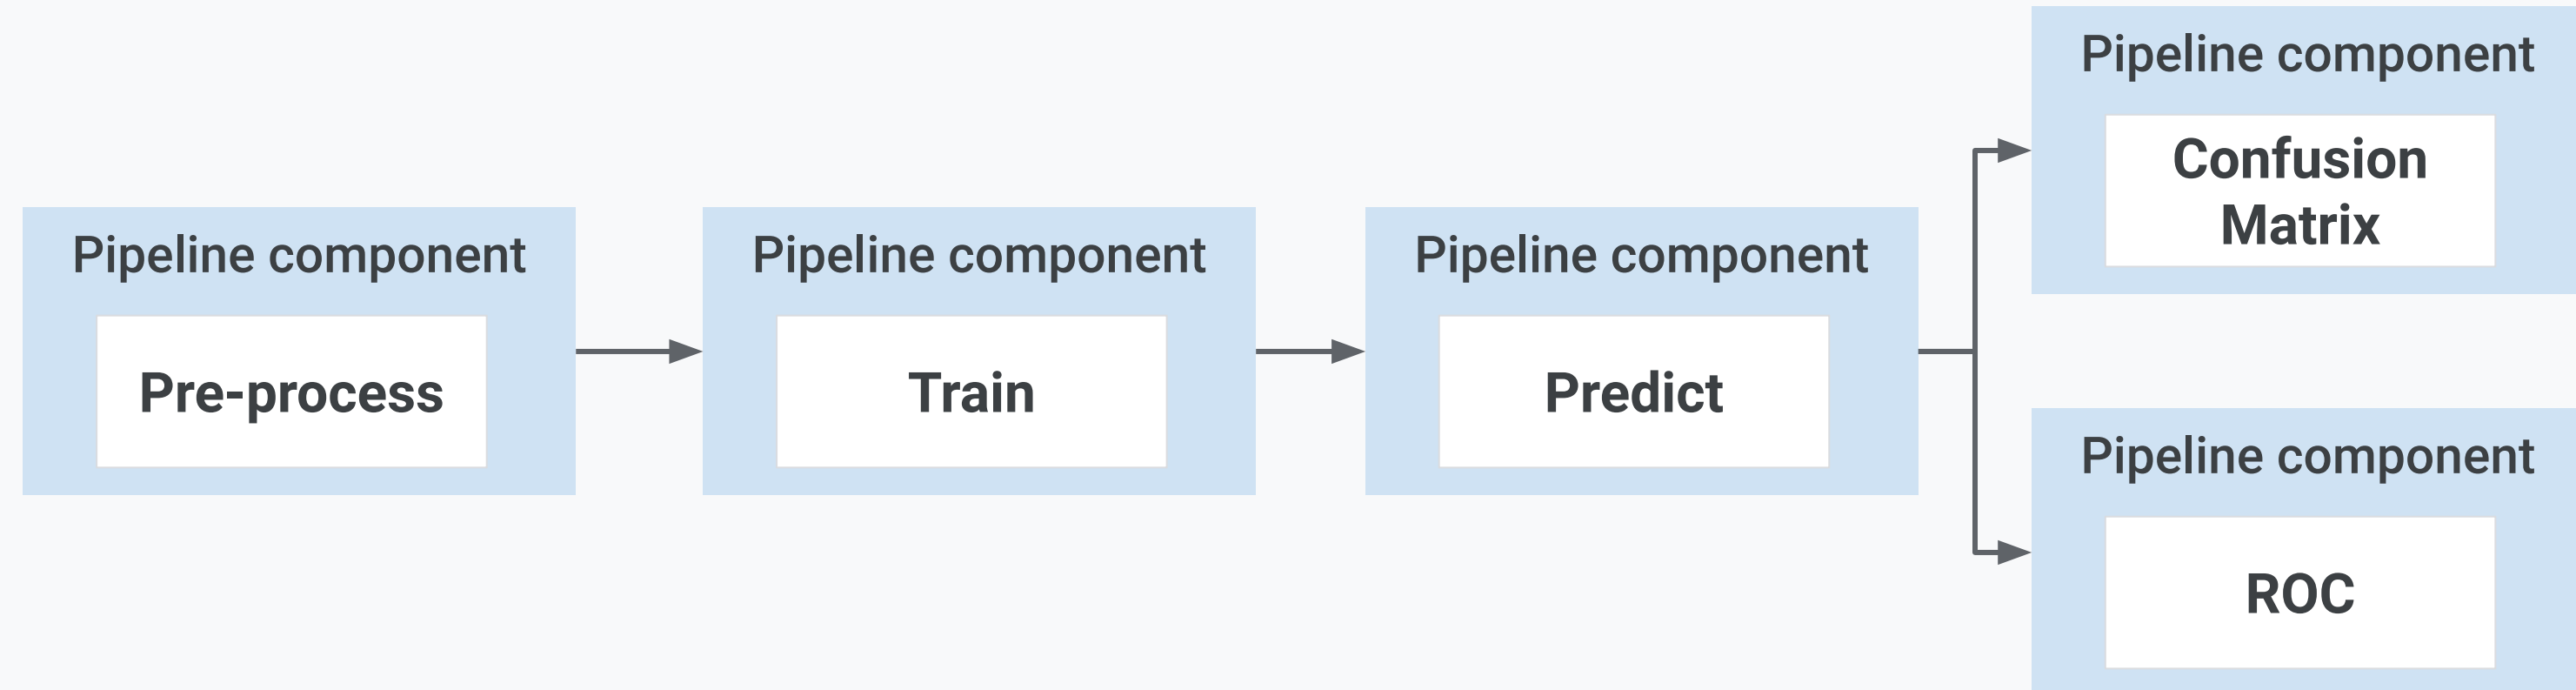 Pipeline component
Pre-process
Pipeline component
Train
Pipeline component
Predict
Pipeline component
Confusion
Matrix
Pipeline component
ROC